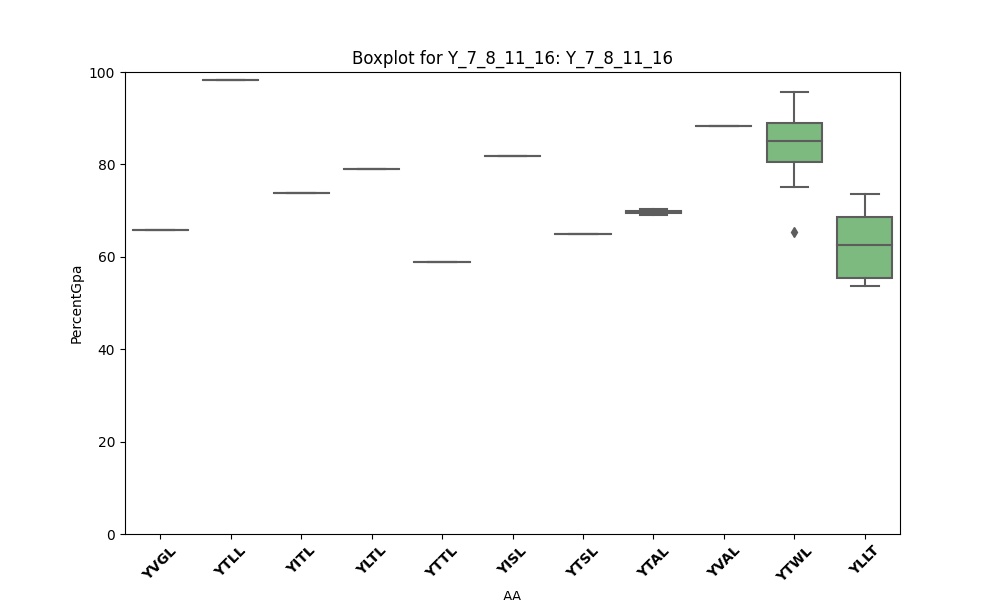 Boxplot for Y_7_8_11_16: Y_7_8_11_16
100
80
60
40
20
0
PercentGpa
YVGL
YTLL
YITL
YLTL
YTTL
YISL
YTSL
YTAL
YVAL
YTWL
YLLT
AA